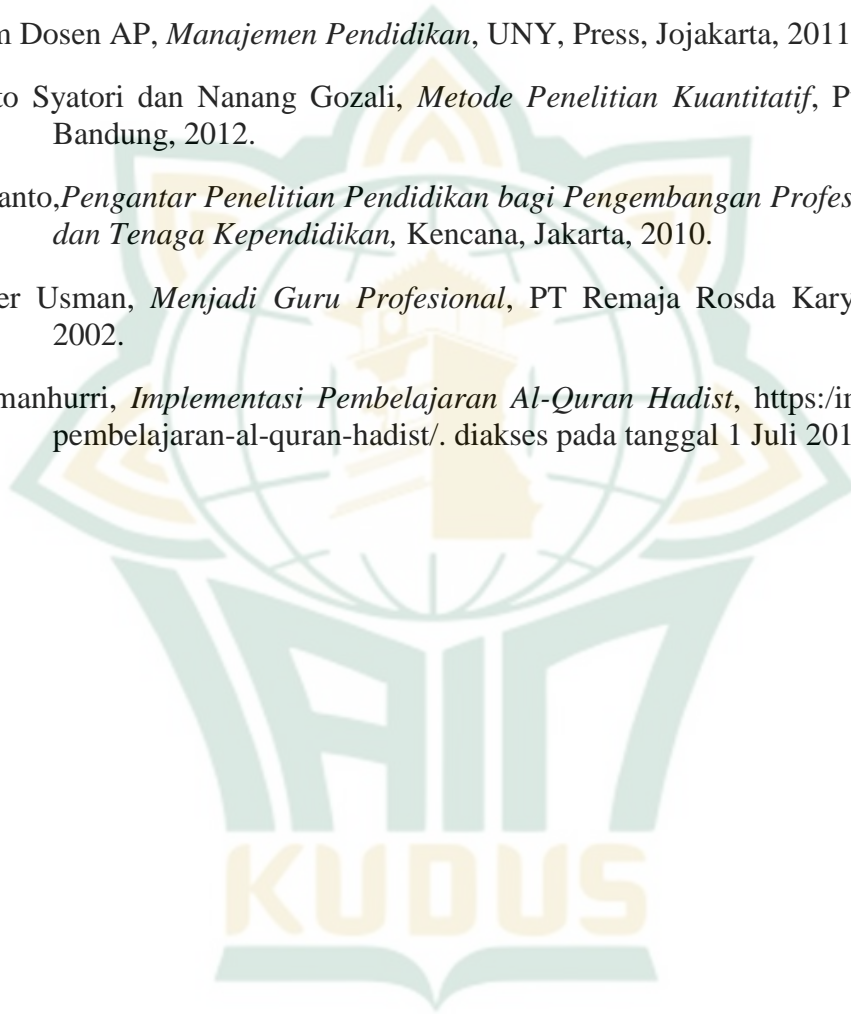 m Dosen AP, Manajemen Pendidikan, UNY, Press, Jojakarta, 2011
to Syatori dan Nanang Gozali, Metode Penelitian Kuantitatif, P
Bandung, 2012.
anto,Pengantar Penelitian Pendidikan bagi Pengembangan Profes
dan Tenaga Kependidikan, Kencana, Jakarta, 2010.
er Usman, Menjadi Guru Profesional, PT Remaja Rosda Kary
2002.
manhurri, Implementasi Pembelajaran Al-Quran Hadist, https:/in
pembelajaran-al-quran-hadist/. diakses pada tanggal 1 Juli 201
IAIN
KUDUS